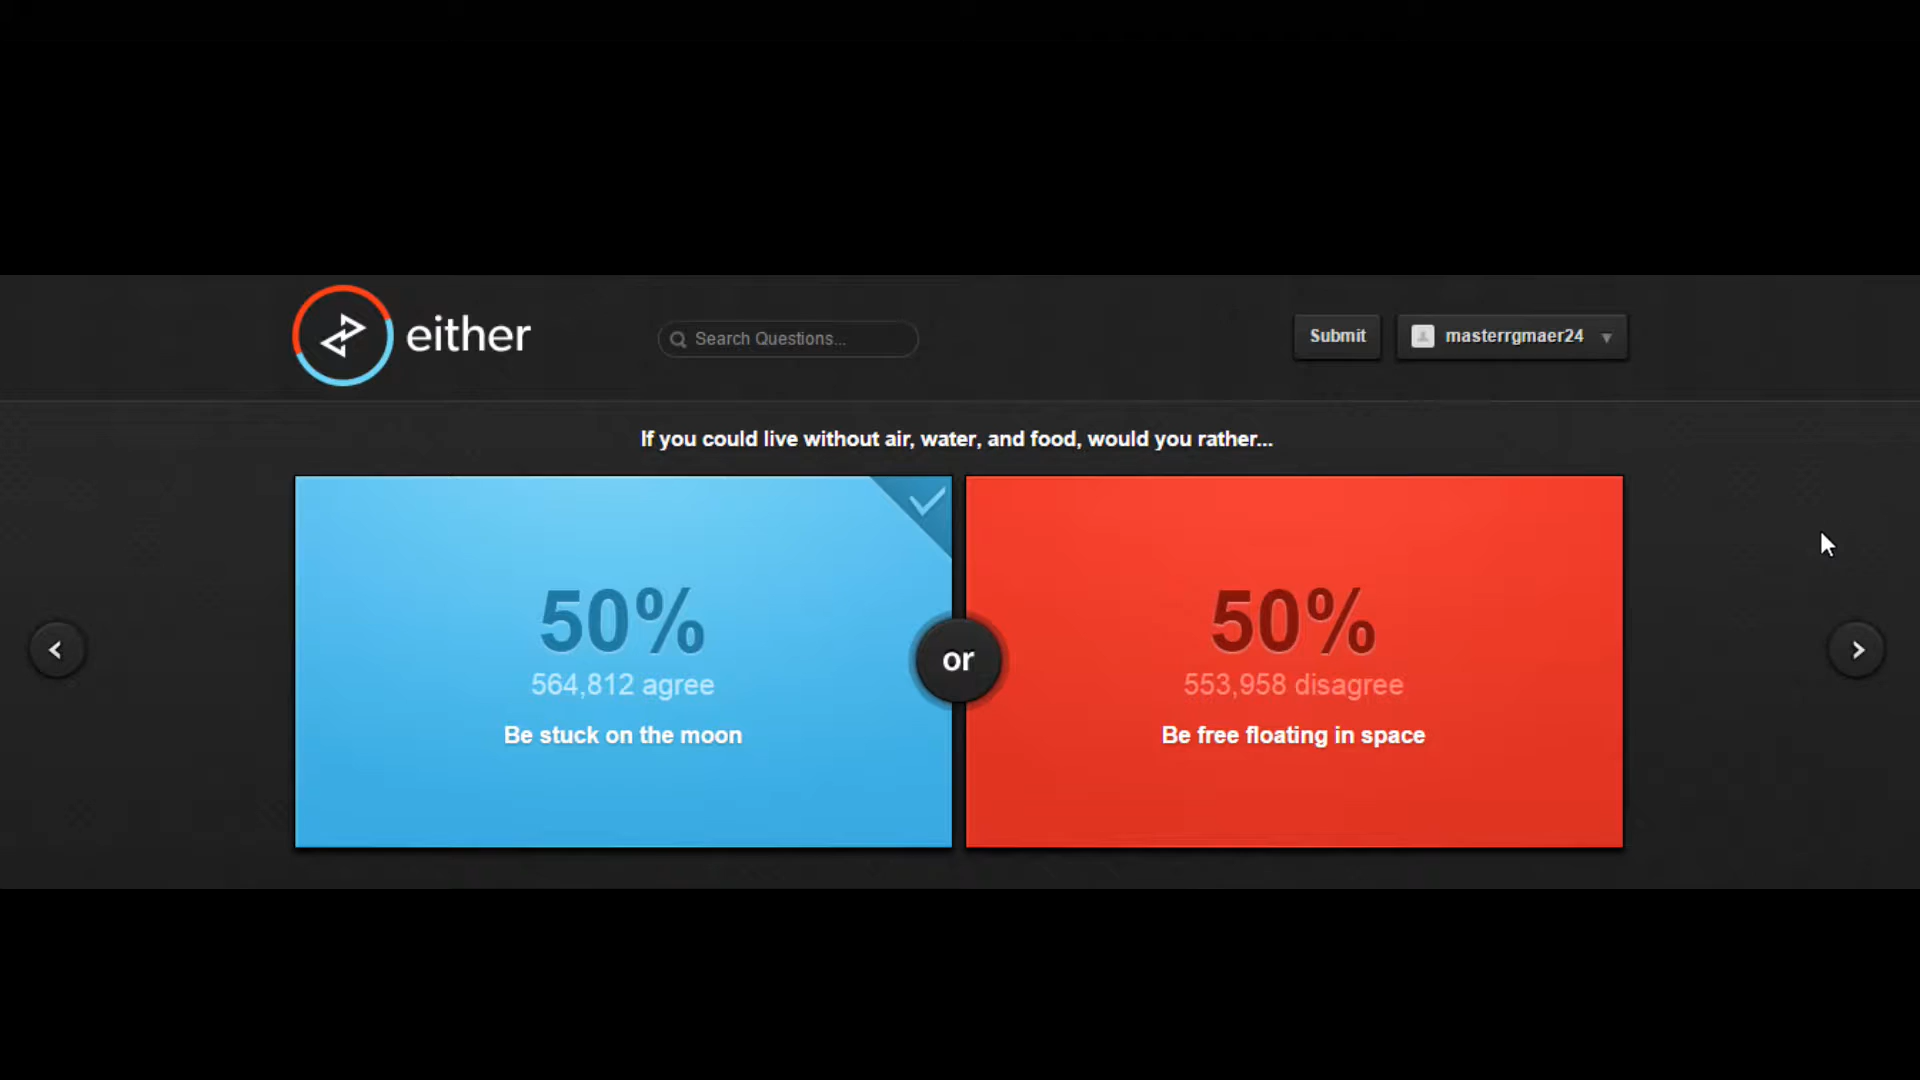 either
Search Questions...
Submit
masterrgmaer24
If you could live without air, water, and food, would you rather...
50%
564,812 agree
Be stuck on the moon
or
50%
553,958 disagree
Be free floating in space